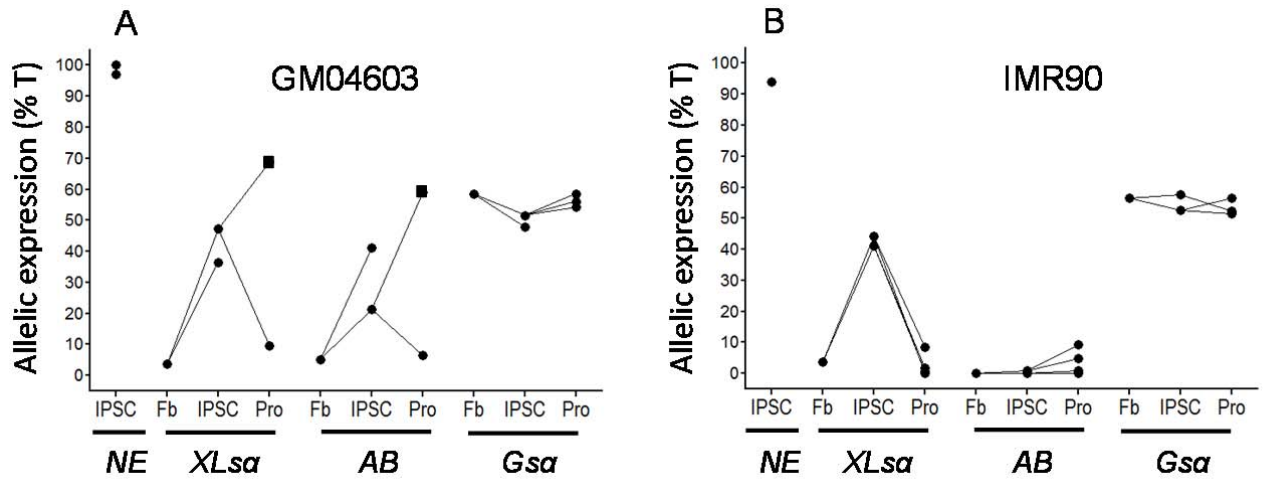 A
GM04603
Allelic expression (% T)
100
90
80
70
60
50
40
30
20
10
0
IPSC Fb IPSC Pro Fb IPSC Pro Fb IPSC Pro
NE XLsα AB Gsα
B
IMR90
Allelic expression (% T)
100
90
80
70
60
50
40
30
20
10
0
IPSC Fb IPSC Pro Fb IPSC Pro Fb IPSC Pro
NE XLsα AB Gsα